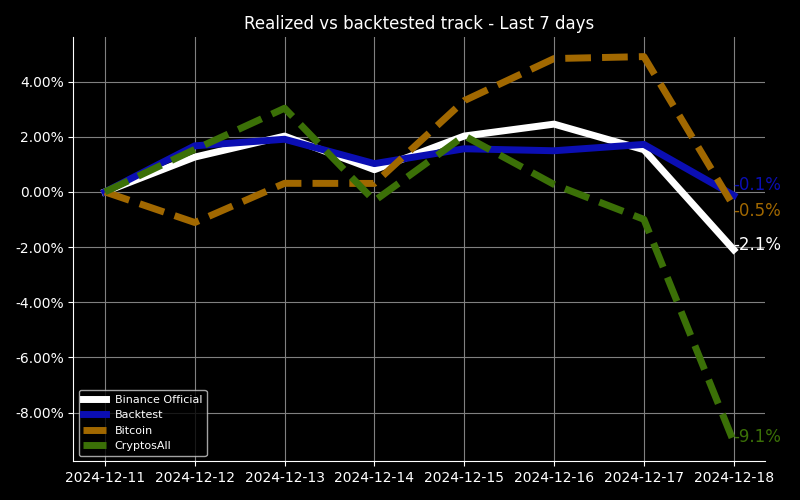 Realized vs backtested track - Last 7 days
4.00%
2.00%
0.00%
-2.00%
-4.00%
-6.00%
-8.00%
-0.1%
-0.5%
-2.1%
-9.1%
Binance Official
Backtest
Bitcoin
CryptosAll
2024-12-11 2024-12-12 2024-12-13 2024-12-14 2024-12-15 2024-12-16 2024-12-17 2024-12-18